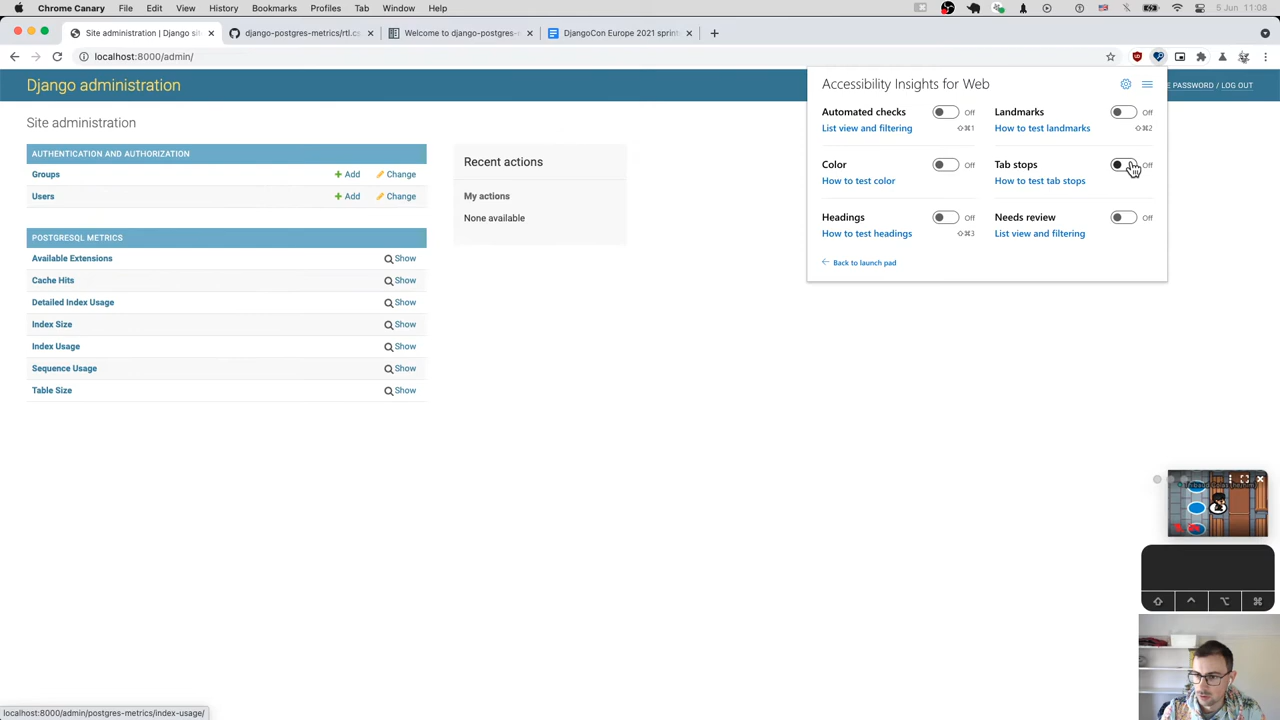 Chrome Canary File Edit View History Bookmarks Profiles Tab Window Help 5 11:08
Site administration | Django sit django-postgres-metrics/rtl.cs Welcome to django-postgres- DjangoCon Europe 2021 sprint
localhost:8000/admin/
Django administration
E PASSWORD / LOG OUT
Site administration
AUTHENTICATION AND AUTHORIZATION
Groups Add Change
Users Add Change
POSTGRESQL METRICS
Available Extensions Show
Cache Hits Show
Detailed Index Usage Show
Index Size Show
Index Usage Show
Sequence Usage Show
Table Size Show
Recent actions
My actions
None available
Accessibility Insights for Web
Automated checks Off
List view and filtering ⇧⌘1
Landmarks Off
How to test landmarks ⇧⌘2
Color Off
How to test color
Tab stops Off
How to test tab stops
Headings Off
How to test headings ⇧⌘3
Needs review Off
List view and filtering
Back to launch pad
localhost:8000/admin/postgres-metrics/index-usage/